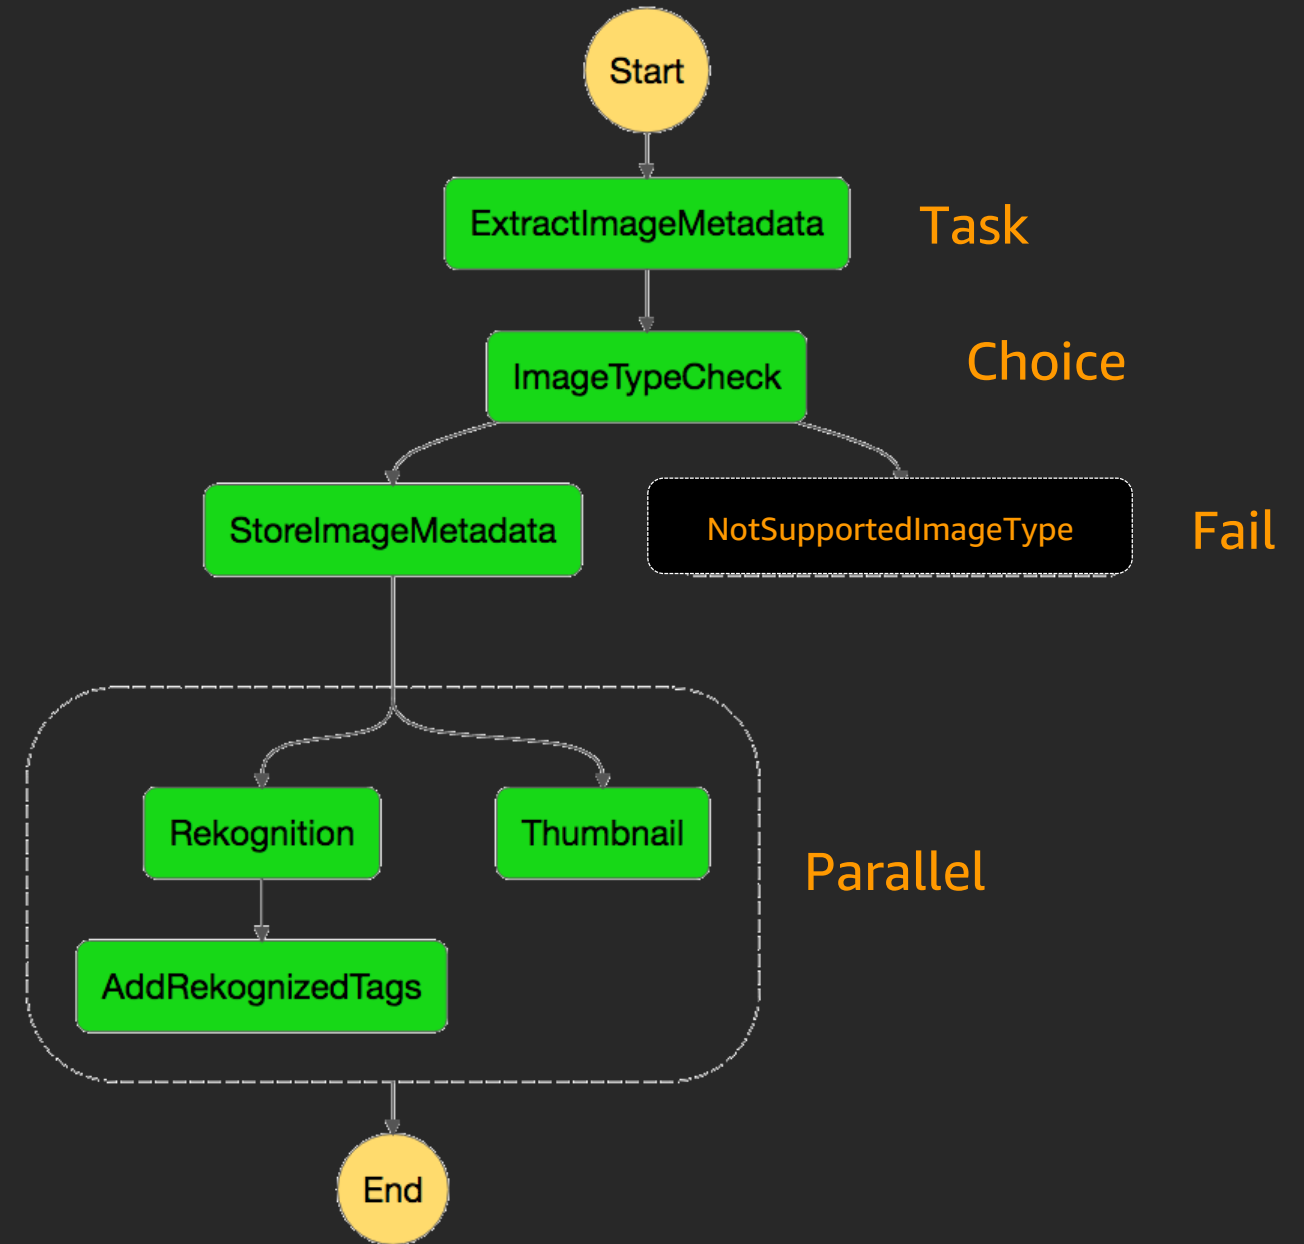 Start
ExtractImageMetadata
Task
Choice
ImageTypeCheck
StoreImageMetadata
NotSupportedImageType
Fail
Rekognition
Thumbnail
Parallel
AddRekognizedTags
End